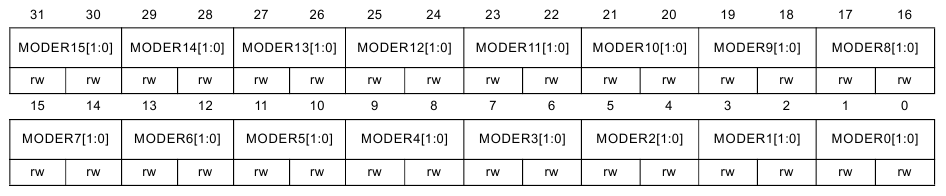 31 30 29 28 27 26 25 24 23 22 21 20 19 18 17 16
MODER15[1:0] MODER14[1:0] MODER13[1:0] MODER12[1:0] MODER11[1:0] MODER10[1:0] MODER9[1:0] MODER8[1:0]
rw rw rw rw rw rw rw rw rw rw rw rw rw rw rw rw
15 14 13 12 11 10 9 8 7 6 5 4 3 2 1 0
MODER7[1:0] MODER6[1:0] MODER5[1:0] MODER4[1:0] MODER3[1:0] MODER2[1:0] MODER1[1:0] MODER0[1:0]
rw rw rw rw rw rw rw rw rw rw rw rw rw rw rw rw